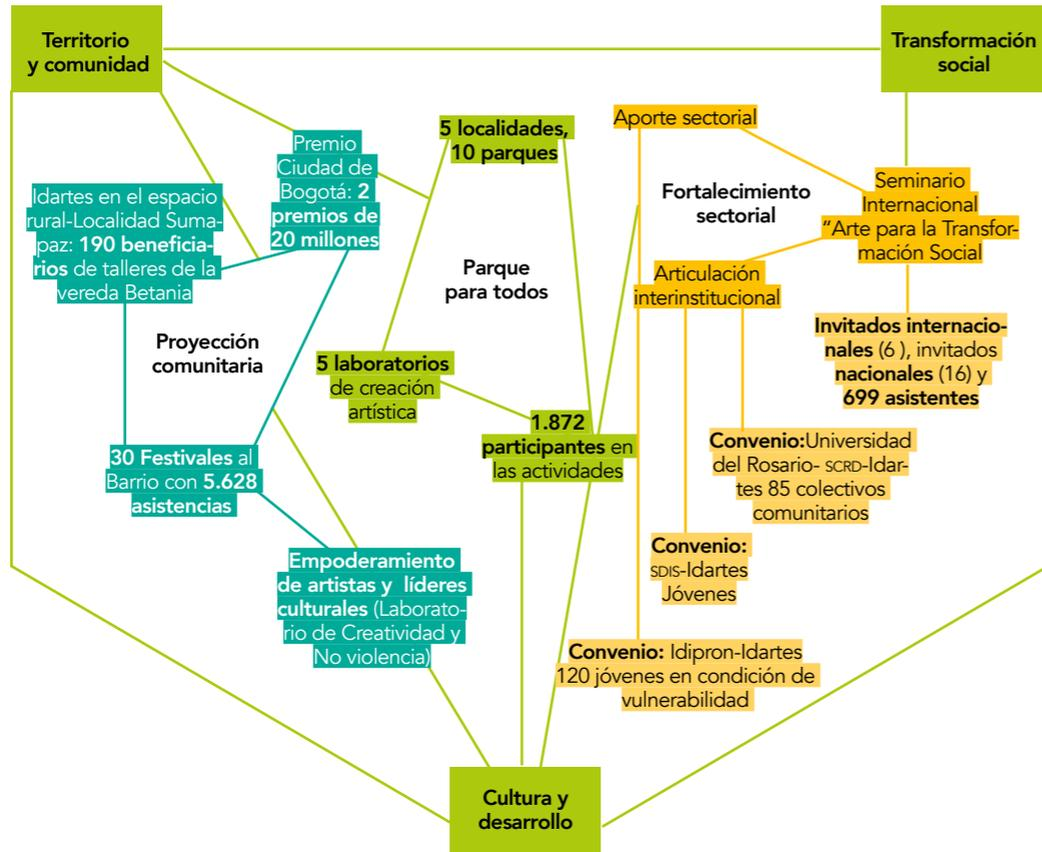 Territorio
y comunidad
Transformación
social
5 localidades,
10 parques
Aporte sectorial
Premio
Ciudad de
Bogotá: 2
premios de
20 millones
Idartes en el espacio
rural-Localidad Suma-
paz: 190 beneficia-
rios de talleres de la
vereda Betania
Fortalecimiento
sectorial
Seminario
Internacional
“Arte para la Transfor-
mación Social
Parque
para todos
Articulación
interinstitucional
Proyección
comunitaria
Invitados internacio-
nales (6 ), invitados
nacionales (16) y
699 asistentes
5 laboratorios
de creación
artística
1.872
participantes en
las actividades
Convenio:Universidad
del Rosario- SCRD-Idar-
tes 85 colectivos
comunitarios
30 Festivales al
Barrio con 5.628
asistencias
Convenio:
SDIS-Idartes
Jóvenes
Empoderamiento
de artistas y líderes
culturales (Laborato-
rio de Creatividad y
No violencia)
Convenio: Idipron-Idartes
120 jóvenes en condición de
vulnerabilidad
Cultura y
desarrollo